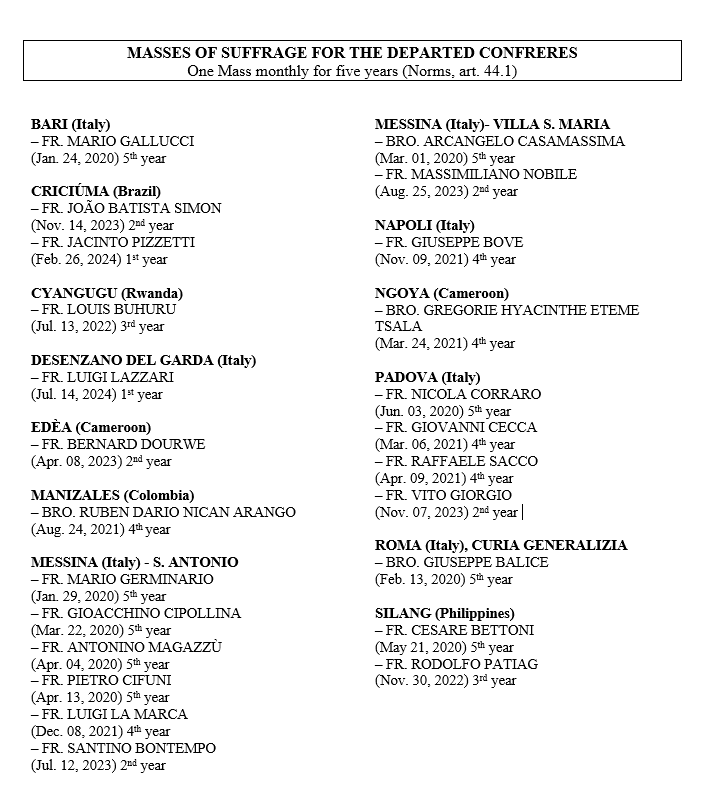 MASSES OF SUFFRAGE FOR THE DEPARTED CONFRERES
One Mass monthly for five years (Norms, art. 44.1)
BARI (Italy)
– FR. MARIO GALLUCCI
(Jan. 24, 2020) 5th year
CRICIÚMA (Brazil)
– FR. JOÃO BATISTA SIMON
(Nov. 14, 2023) 2nd year
– FR. JACINTO PIZZETTI
(Feb. 26, 2024) 1st year
CYANGUGU (Rwanda)
– FR. LOUIS BUHURU
(Jul. 13, 2022) 3rd year
DESENZANO DEL GARDA (Italy)
– FR. LUIGI LAZZARI
(Jul. 14, 2024) 1st year
EDÈA (Cameroon)
– FR. BERNARD DOURWE
(Apr. 08, 2023) 2nd year
MANIZALES (Colombia)
– BRO. RUBEN DARIO NICAN ARANGO
(Aug. 24, 2021) 4th year
MESSINA (Italy) - S. ANTONIO
– FR. MARIO GERMINARIO
(Jan. 29, 2020) 5th year
– FR. GIOACCHINO CIPOLLINA
(Mar. 22, 2020) 5th year
– FR. ANTONINO MAGAZZÙ
(Apr. 04, 2020) 5th year
– FR. PIETRO CIFUNI
(Apr. 13, 2020) 5th year
– FR. LUIGI LA MARCA
(Dec. 08, 2021) 4th year
– FR. SANTINO BONTEMPO
(Jul. 12, 2023) 2nd year
MESSINA (Italy)- VILLA S. MARIA
– BRO. ARCANGELO CASAMASSIMA
(Mar. 01, 2020) 5th year
– FR. MASSIMILIANO NOBILE
(Aug. 25, 2023) 2nd year
NAPOLI (Italy)
– FR. GIUSEPPE BOVE
(Nov. 09, 2021) 4th year
NGOYA (Cameroon)
– BRO. GREGORIE HYACINTHE ETEME
TSALA
(Mar. 24, 2021) 4th year
PADOVA (Italy)
– FR. NICOLA CORRARO
(Jun. 03, 2020) 5th year
– FR. GIOVANNI CECCA
(Mar. 06, 2021) 4th year
– FR. RAFFAELE SACCO
(Apr. 09, 2021) 4th year
– FR. VITO GIORGIO
(Nov. 07, 2023) 2nd year
ROMA (Italy), CURIA GENERALIZIA
– BRO. GIUSEPPE BALICE
(Feb. 13, 2020) 5th year
SILANG (Philippines)
– FR. CESARE BETTONI
(May 21, 2020) 5th year
– FR. RODOLFO PATIAG
(Nov. 30, 2022) 3rd year